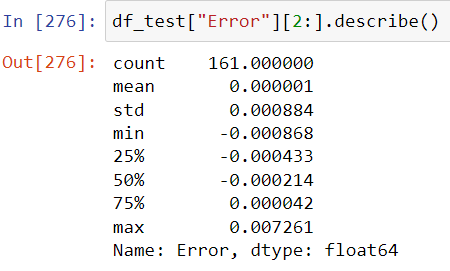 In [276]: df_test["Error"][2:].describe()
Out[276]: count    161.000000
mean       0.000001
std        0.000884
min       -0.000868
25%       -0.000433
50%       -0.000214
75%        0.000042
max        0.007261
Name: Error, dtype: float64